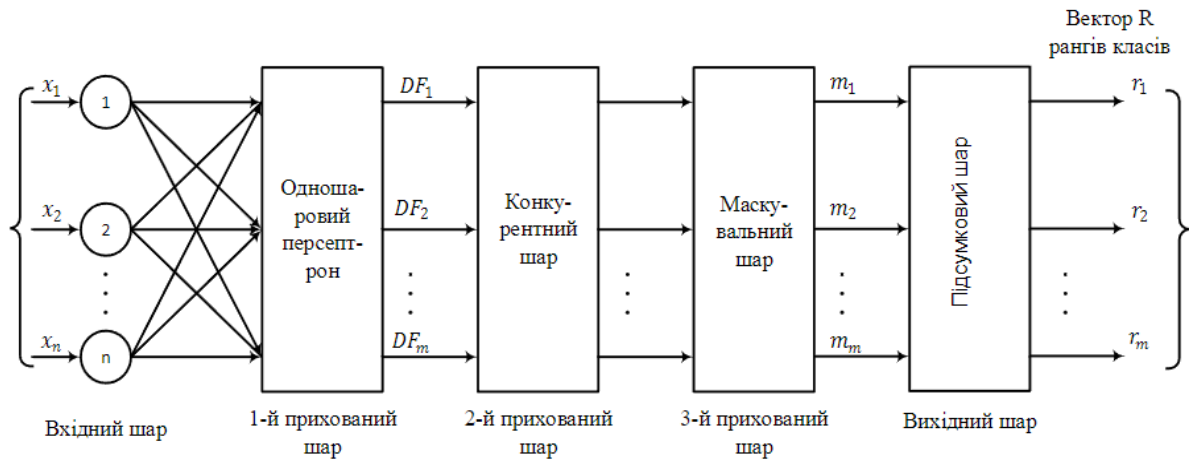 Вектор R
рангів класів
x₁
1
DF₁
m₁
r₁
x₂
2
Одноша-
ровий
персепт-
рон
DF₂
Конку-
рентний
шар
Маску-
вальний
шар
m₂
Підсумковий шар
r₂
xₙ
n
DFₘ
mₘ
rₘ
Вхідний шар
1-й прихований
шар
2-й прихований
шар
3-й прихований
шар
Вихідний шар